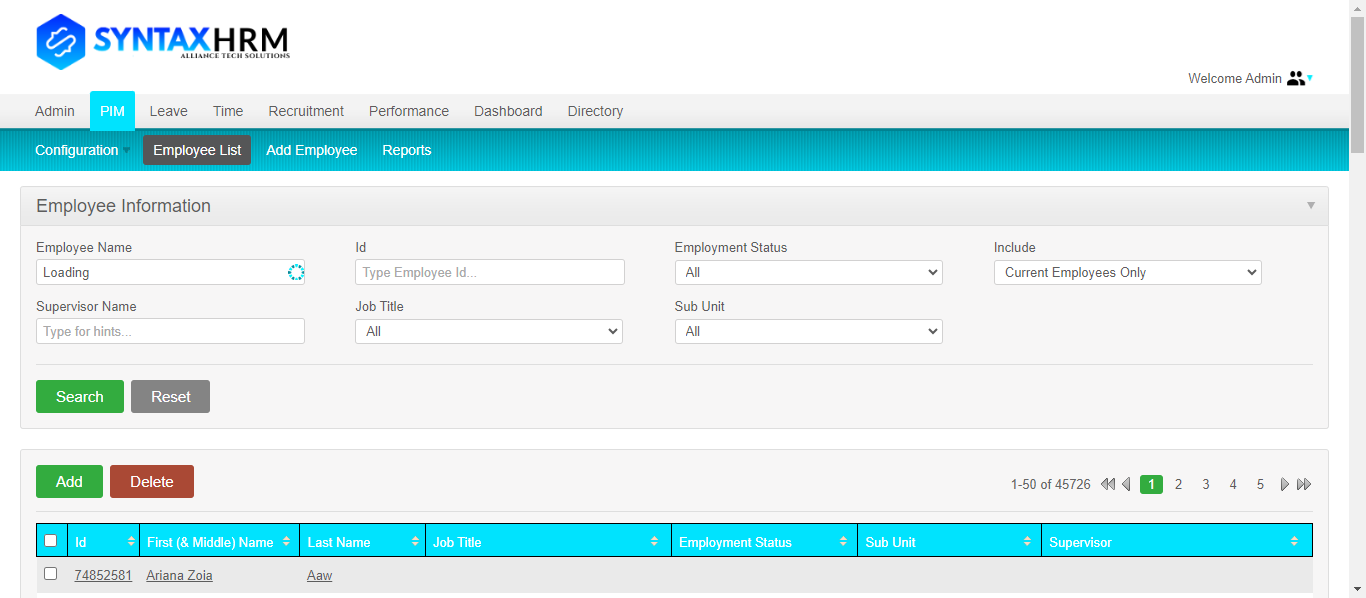 SYNTAXHRM
ALLIANCE TECH SOLUTIONS
Welcome Admin
Admin PIM Leave Time Recruitment Performance Dashboard Directory
Configuration Employee List Add Employee Reports
Employee Information
Employee Name Id Employment Status Include
Loading Type Employee Id... All Current Employees Only
Supervisor Name Job Title Sub Unit
Type for hints... All All
Search Reset
Add Delete 1-50 of 45726 1 2 3 4 5
Id First (& Middle) Name Last Name Job Title Employment Status Sub Unit Supervisor
74852581 Ariana Zoia Aaw